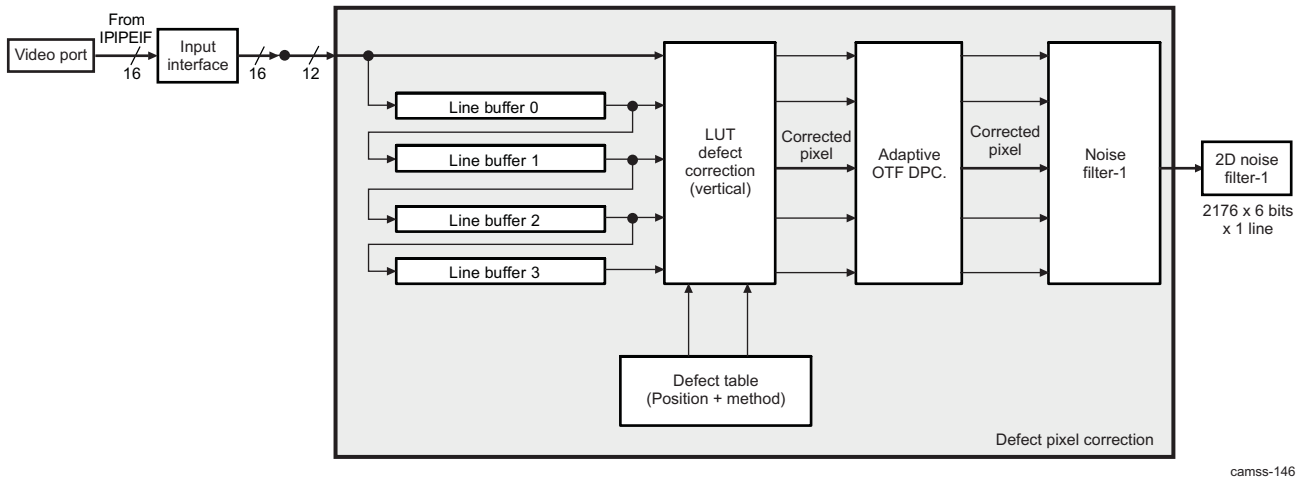 From
IPIPEIF
Video port
16
Input
interface
16
12
Line buffer 0
Line buffer 1
Line buffer 2
Line buffer 3
LUT
defect
correction
(vertical)
Corrected
pixel
Adaptive
OTF DPC.
Corrected
pixel
Noise
filter-1
2D noise
filter-1
2176 x 6 bits
x 1 line
Defect table
(Position + method)
Defect pixel correction
camss-146